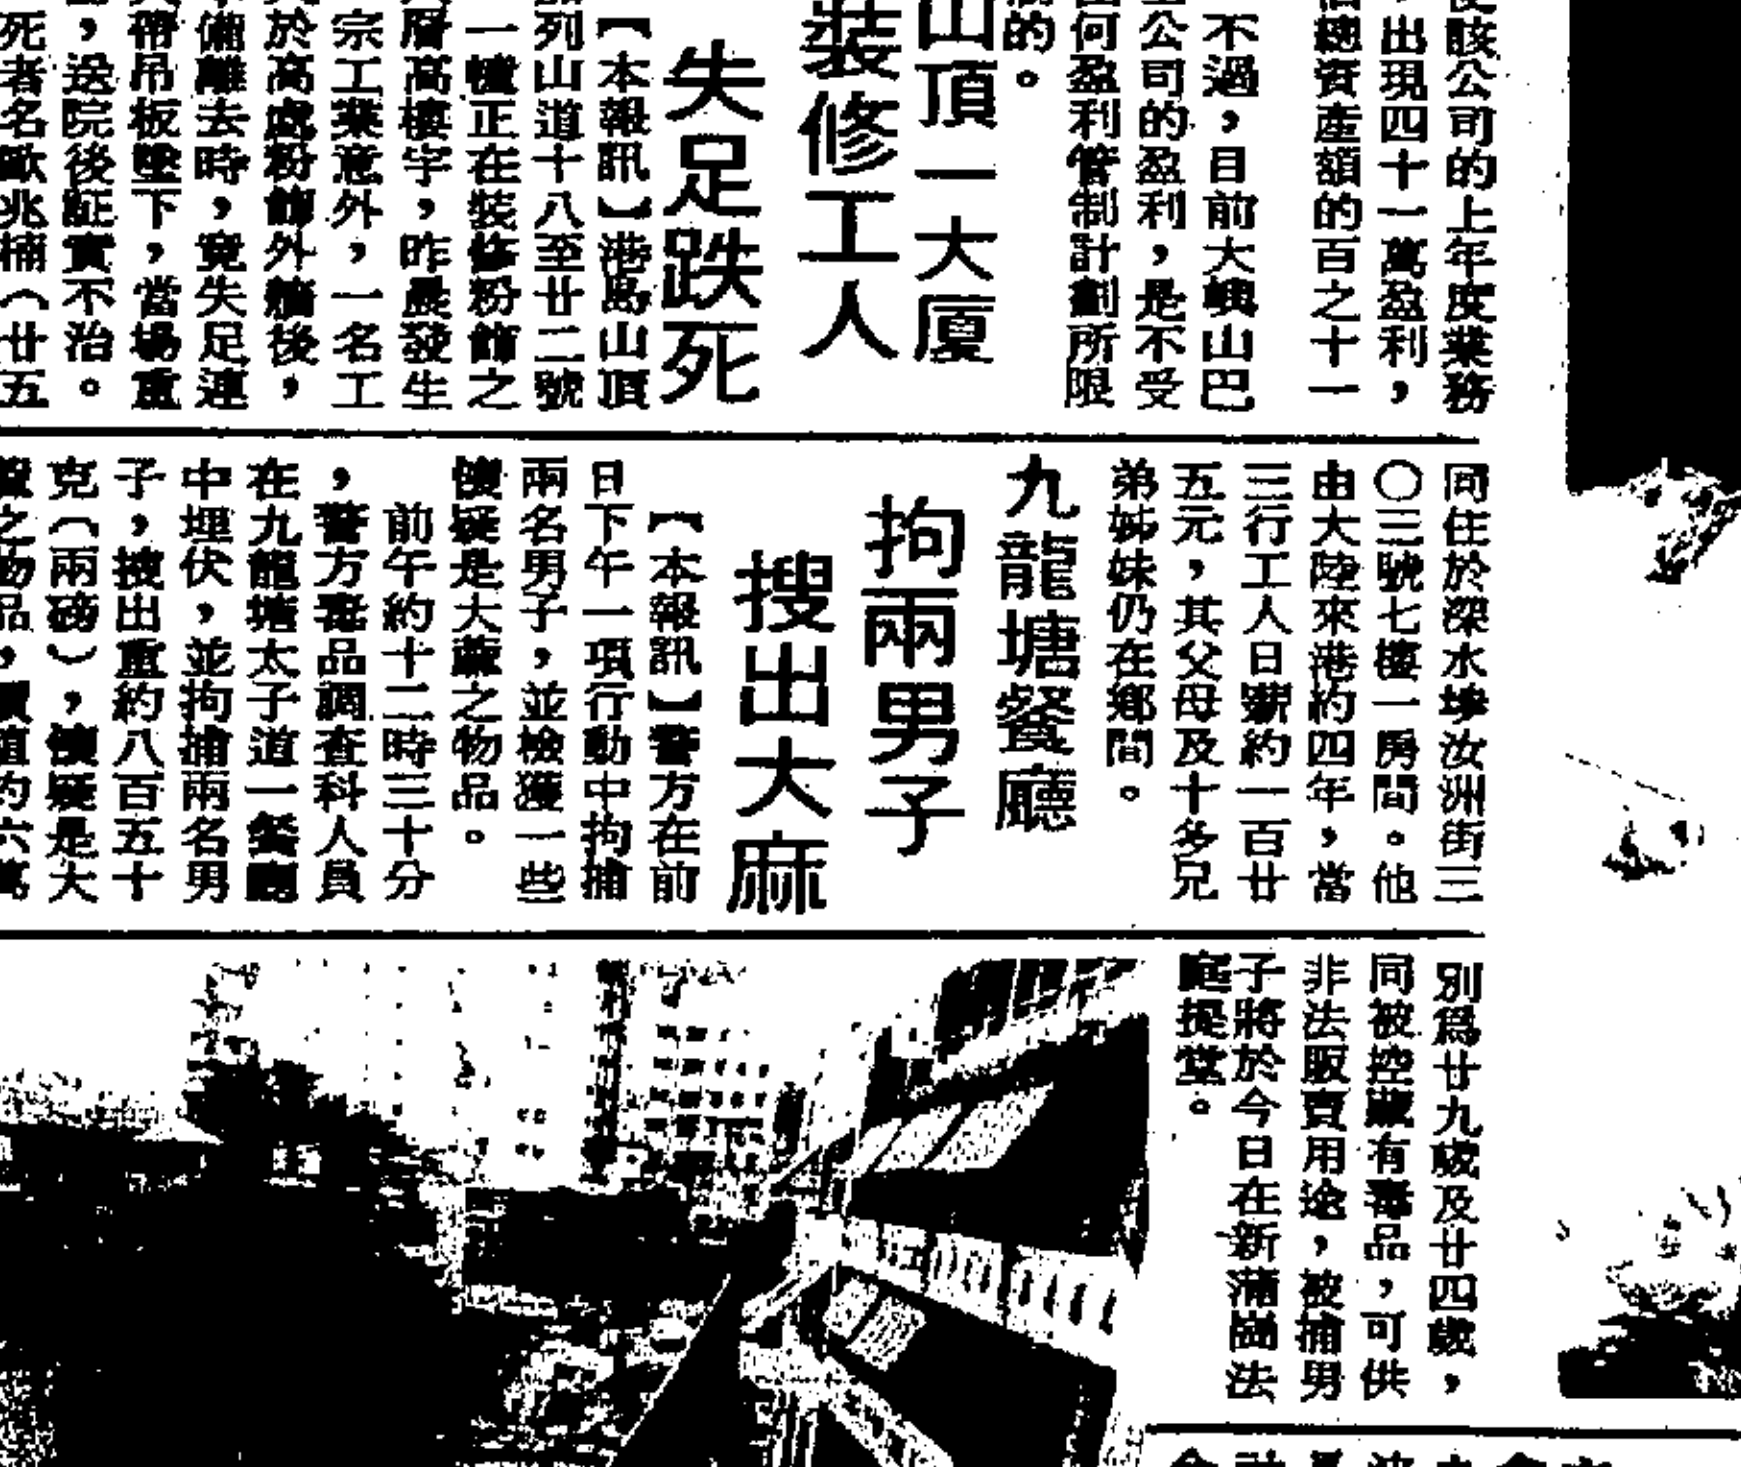 該公司的上年度業務
出現四十一萬盈利，
總資產額的百之十一
不過，目前大嶼山巴
公司的盈利，是不受
何盈利管制計劃所限
的。
山頂一大廈
裝修工人
失足跌死
【本報訊】港島山頂
列山道十八至廿二號
一幢正在裝修粉飾之
層高樓宇，昨晨發生
宗工業意外，一名工
於高處粉飾外牆後，
備離去時，竟失足連
帶吊板墮下，當場重
，送院後証實不治。
死者名歐兆楠（廿五
同住於深水埗汝洲街三
〇三號七樓一房間。他
由大陸來港約四年，當
三行工人日薪約一百廿
五元，其父母及十多兄
弟姊妹仍在鄉間。
九龍塘餐廳
拘兩男子
搜出大麻
【本報訊】警方在前
日下午一項行動中拘捕
兩名男子，並檢獲一些
懷疑是大麻之物品。
前午約十二時三十分
，警方毒品調查科人員
在九龍塘太子道一餐廳
中埋伏，並拘捕兩名男
子，搜出重約八百五十
克（兩磅），懷疑是大
之物品，價值約六萬
別為廿九歲及廿四歲，
同被控藏有毒品，可供
非法販賣用途，被捕男
子將於今日在新蒲崗法
庭提堂。